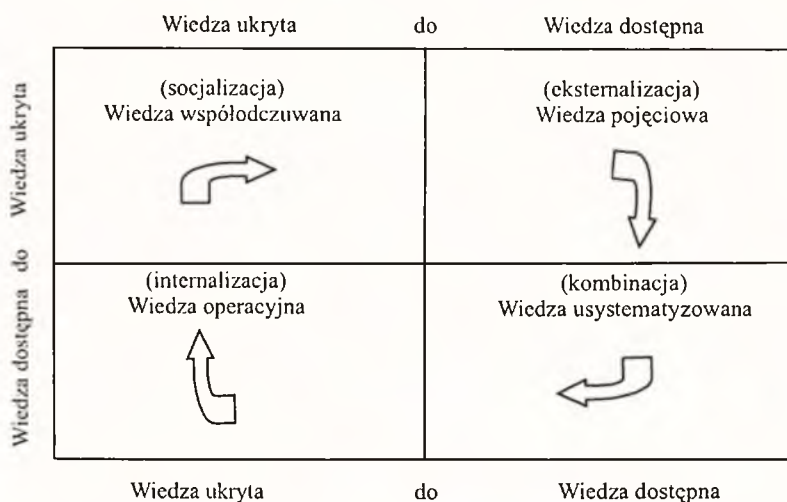 Wiedza ukryta do Wiedza dostępna
Wiedza dostępna do Wiedza ukryta
(socjalizacja)
Wiedza współodczuwana
(eksternalizacja)
Wiedza pojęciowa
(internalizacja)
Wiedza operacyjna
(kombinacja)
Wiedza usystematyzowana
Wiedza ukryta do Wiedza dostępna